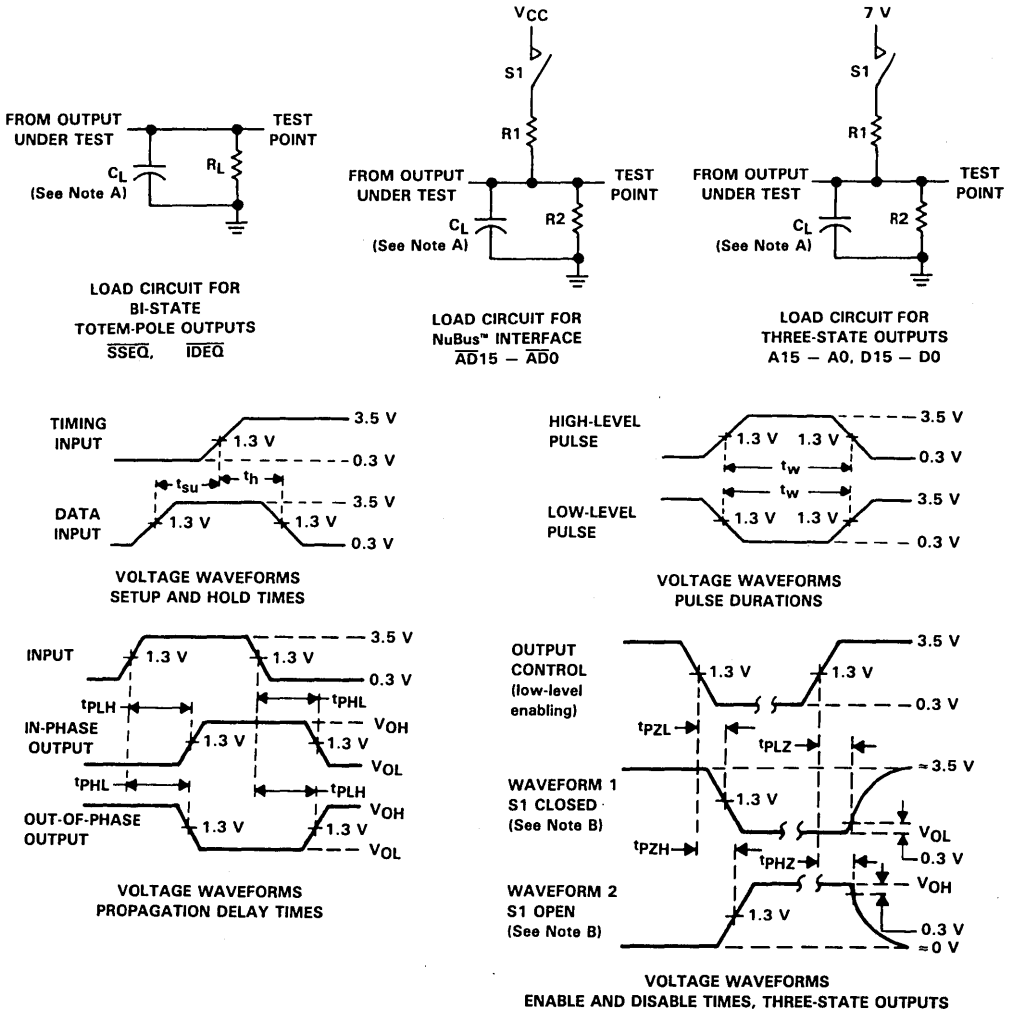 VCC
S1
R1
FROM OUTPUT
UNDER TEST
TEST
POINT
CL
(See Note A)
RL
LOAD CIRCUIT FOR
BI-STATE
TOTEM-POLE OUTPUTS
SSEQ, IDEQ
FROM OUTPUT
UNDER TEST
TEST
POINT
CL
(See Note A)
R2
LOAD CIRCUIT FOR
NuBus™ INTERFACE
AD15 — AD0
7 V
S1
R1
FROM OUTPUT
UNDER TEST
TEST
POINT
CL
(See Note A)
R2
LOAD CIRCUIT FOR
THREE-STATE OUTPUTS
A15 — A0, D15 — D0
TIMING
INPUT
3.5 V
1.3 V
0.3 V
tsu
th
DATA
INPUT
3.5 V
1.3 V
1.3 V
0.3 V
VOLTAGE WAVEFORMS
SETUP AND HOLD TIMES
HIGH-LEVEL
PULSE
3.5 V
1.3 V
1.3 V
0.3 V
tw
tw
LOW-LEVEL
PULSE
3.5 V
1.3 V
1.3 V
0.3 V
VOLTAGE WAVEFORMS
PULSE DURATIONS
INPUT
3.5 V
1.3 V
1.3 V
0.3 V
tPLH
tPHL
IN-PHASE
OUTPUT
VOH
1.3 V
1.3 V
VOL
tPHL
tPLH
OUT-OF-PHASE
OUTPUT
VOH
1.3 V
1.3 V
VOL
VOLTAGE WAVEFORMS
PROPAGATION DELAY TIMES
OUTPUT
CONTROL
(low-level
enabling)
3.5 V
1.3 V
1.3 V
0.3 V
tPZL
tPLZ
WAVEFORM 1
S1 CLOSED
(See Note B)
≈3.5 V
1.3 V
VOL
0.3 V
tPZH
tPHZ
WAVEFORM 2
S1 OPEN
(See Note B)
VOH
1.3 V
0.3 V
≈0 V
VOLTAGE WAVEFORMS
ENABLE AND DISABLE TIMES, THREE-STATE OUTPUTS